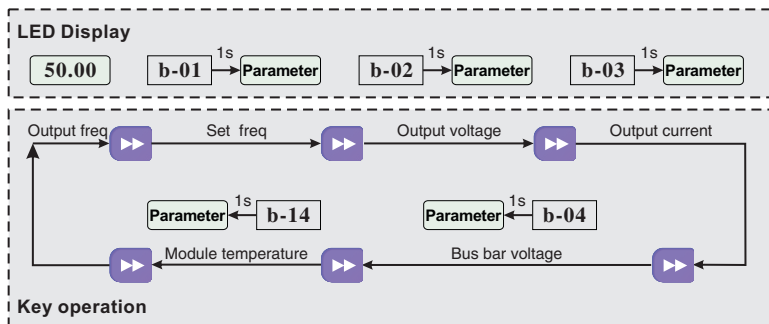 LED Display
50.00 b-01 1s Parameter b-02 1s Parameter b-03 1s Parameter
Output freq Set freq Output voltage Output current
Parameter 1s b-14 Parameter 1s b-04
Module temperature Bus bar voltage
Key operation